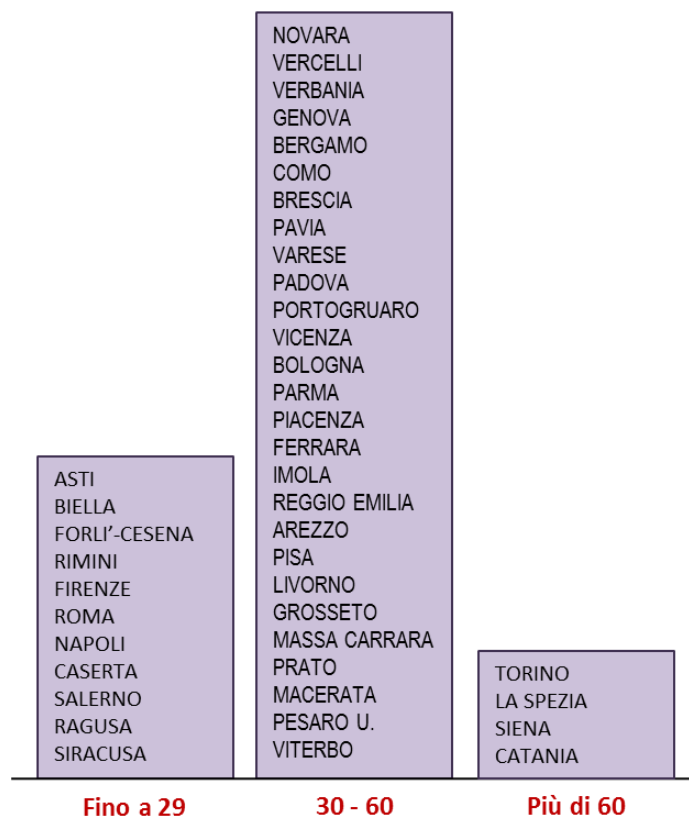 NOVARA
VERCELLI
VERBANIA
GENOVA
BERGAMO
COMO
BRESCIA
PAVIA
VARESE
PADOVA
PORTOGRUARO
VICENZA
BOLOGNA
PARMA
PIACENZA
FERRARA
IMOLA
REGGIO EMILIA
AREZZO
PISA
LIVORNO
GROSSETO
MASSA CARRARA
PRATO
MACERATA
PESARO U.
VITERBO
ASTI
BIELLA
FORLI’-CESENA
RIMINI
FIRENZE
ROMA
NAPOLI
CASERTA
SALERNO
RAGUSA
SIRACUSA
TORINO
LA SPEZIA
SIENA
CATANIA
Fino a 29
30 - 60
Più di 60